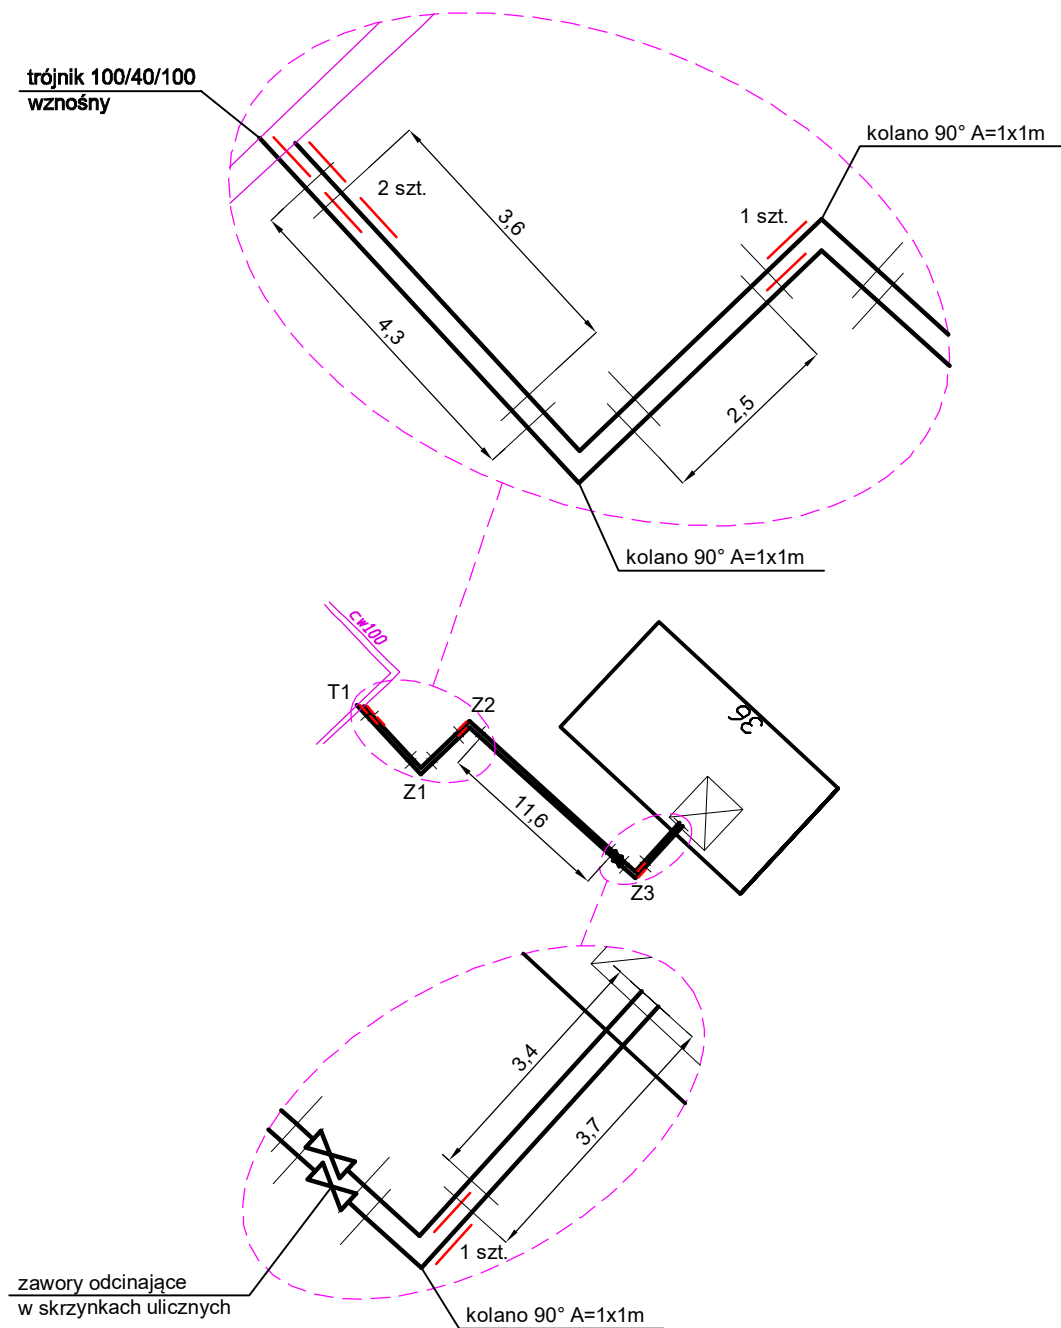 trójnik 100/40/100
wznośny
kolano 90° A=1x1m
2 szt.
1 szt.
3,6
4,3
2,5
kolano 90° A=1x1m
cw100
T1
Z2
36
Z1
11,6
Z3
3,4
3,7
1 szt.
zawory odcinające
w skrzynkach ulicznych
kolano 90° A=1x1m